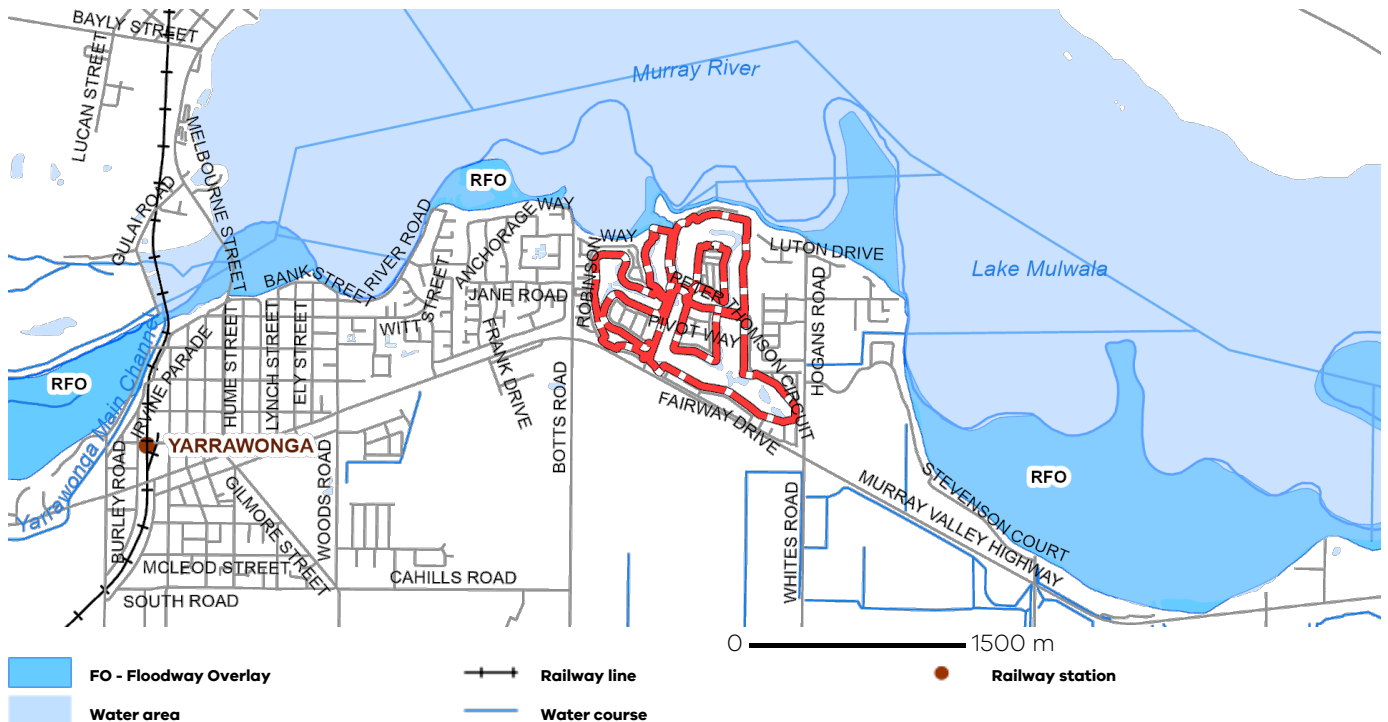 BAYLY STREET
LUCAN STREET
MELBOURNE STREET
GULAI ROAD
Murray River
RFO
RIVER ROAD
ANCHORAGE WAY
WAY
ROBINSON
LUTON DRIVE
Lake Mulwala
BANK STREET
WITT STREET
JANE ROAD
FRANK DRIVE
PETER THOMSON CIRCUIT
PIVOT WAY
HOGANS ROAD
RFO
Yarrawonga Main Channel
IRVINE PARADE
HUME STREET
LYNCH STREET
ELY STREET
BOTTS ROAD
FAIRWAY DRIVE
YARRAWONGA
BURLEY ROAD
GILMORE STREET
WOODS ROAD
WHITES ROAD
MURRAY VALLEY HIGHWAY
STEVENSON COURT
RFO
MCLEOD STREET
CAHILLS ROAD
SOUTH ROAD
0 1500 m
FO - Floodway Overlay
Railway line
Railway station
Water area
Water course